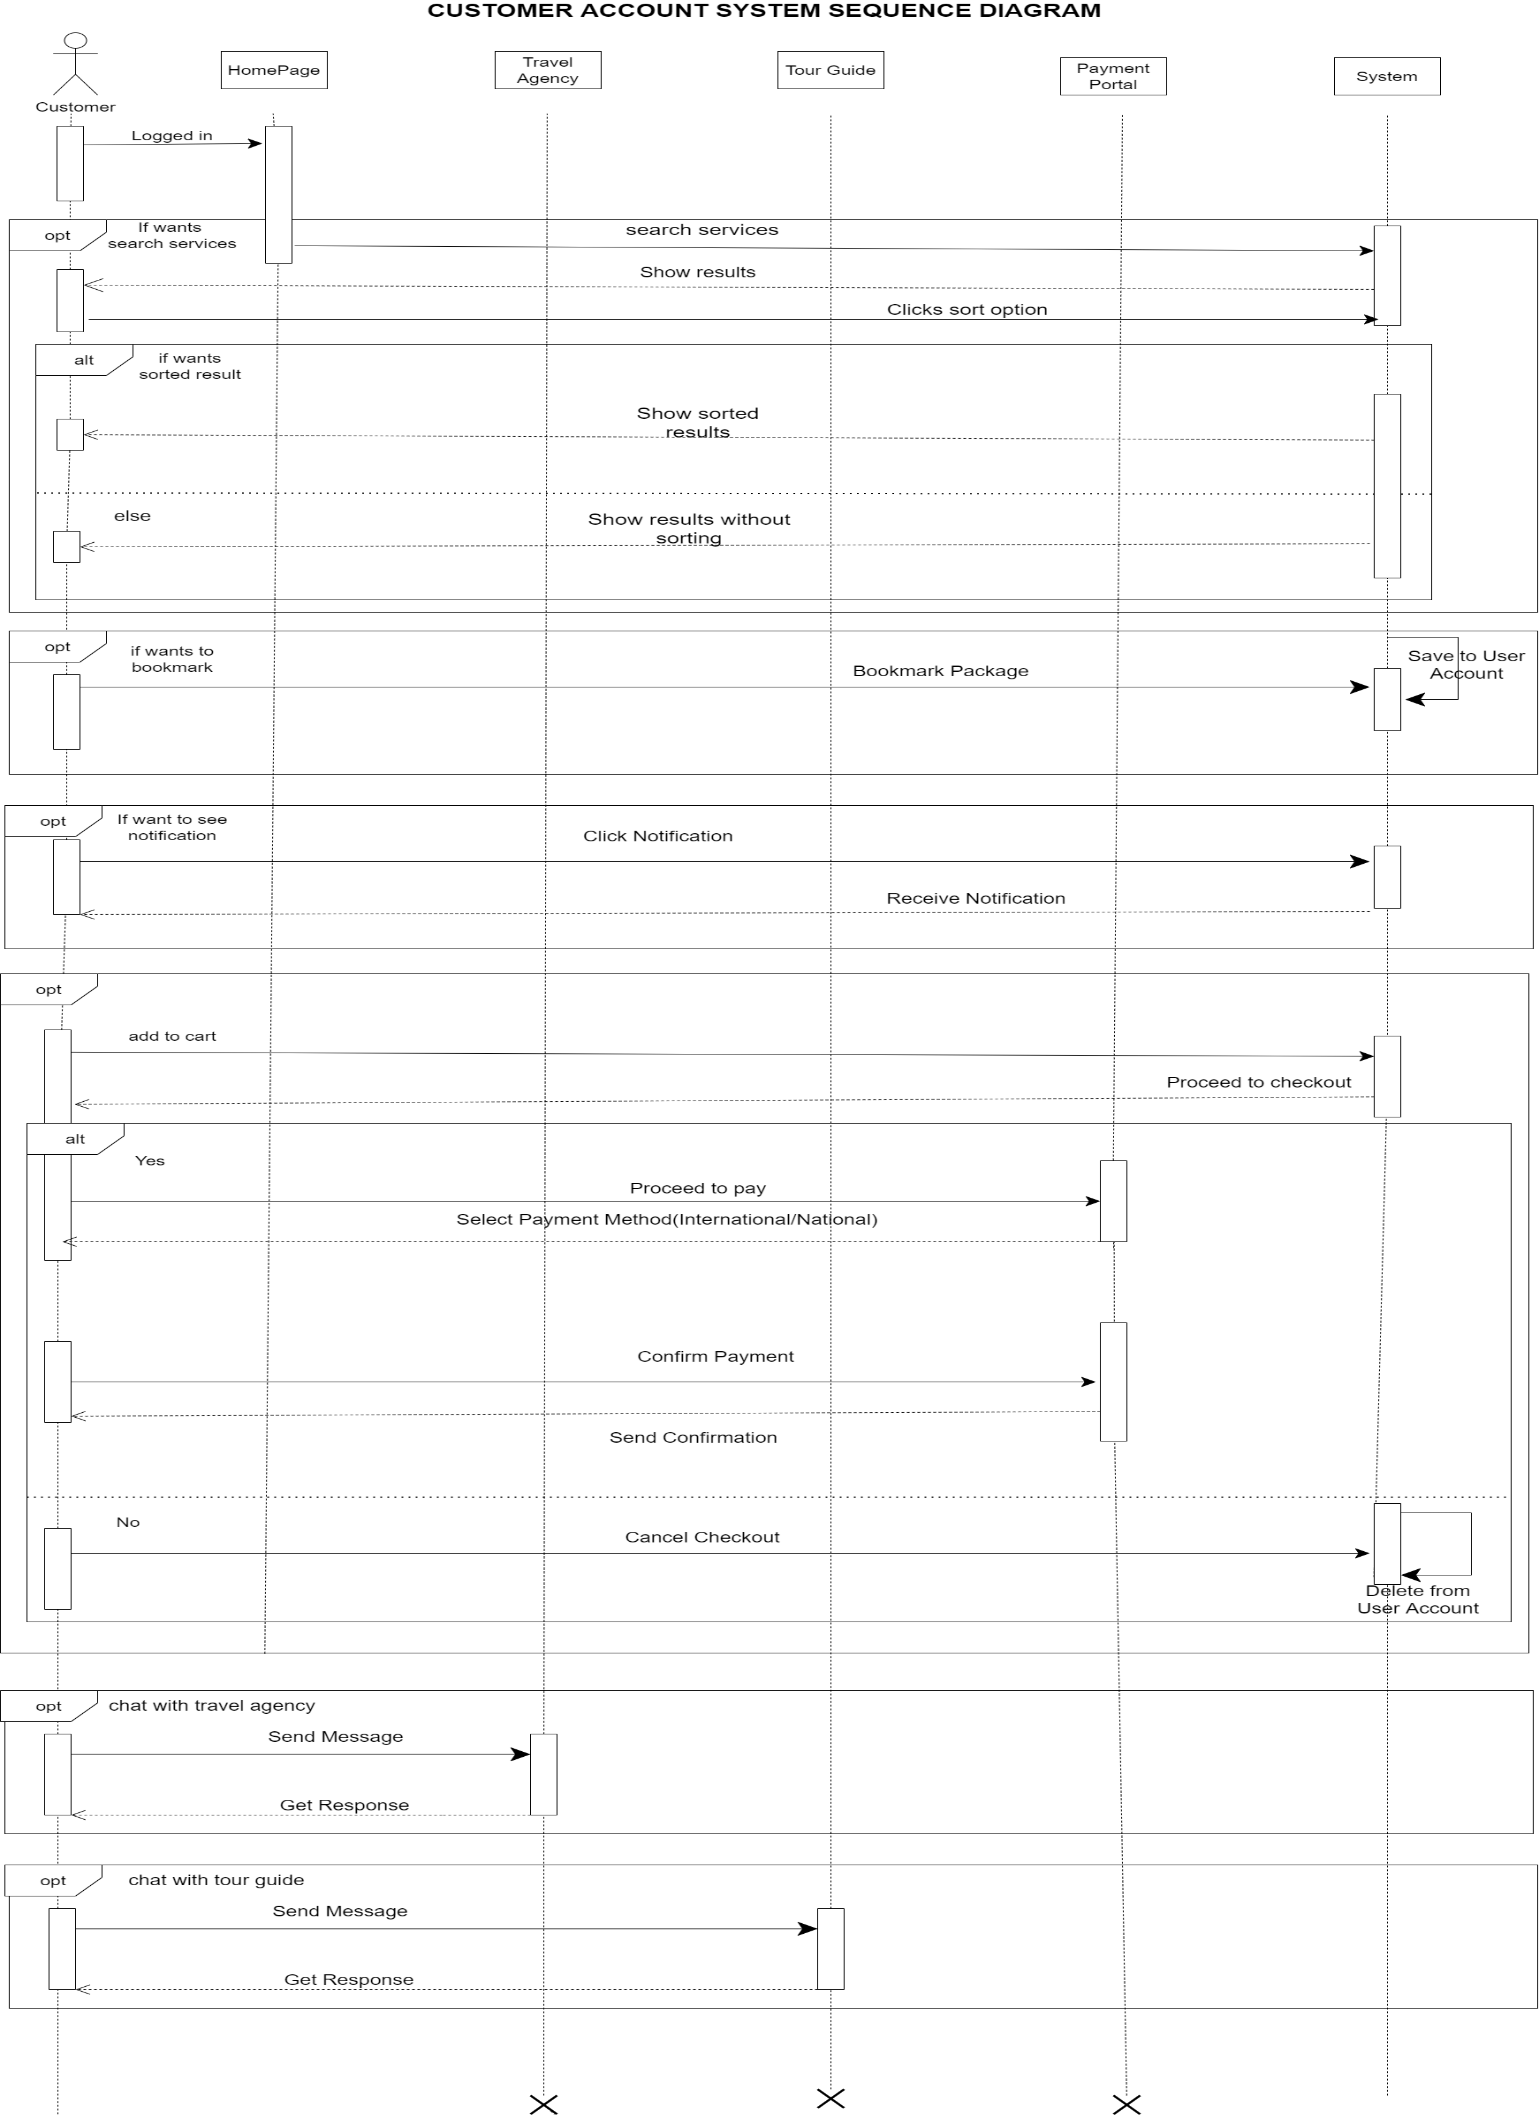 CUSTOMER ACCOUNT SYSTEM SEQUENCE DIAGRAM
Customer
HomePage
Travel
Agency
Tour Guide
Payment
Portal
System
Logged in
opt
If wants
search services
search services
Show results
Clicks sort option
alt
if wants
sorted result
Show sorted
results
else
Show results without
sorting
opt
if wants to
bookmark
Bookmark Package
Save to User
Account
opt
If want to see
notification
Click Notification
Receive Notification
opt
add to cart
Proceed to checkout
alt
Yes
Proceed to pay
Select Payment Method(International/National)
Confirm Payment
Send Confirmation
No
Cancel Checkout
Delete from
User Account
opt
chat with travel agency
Send Message
Get Response
opt
chat with tour guide
Send Message
Get Response